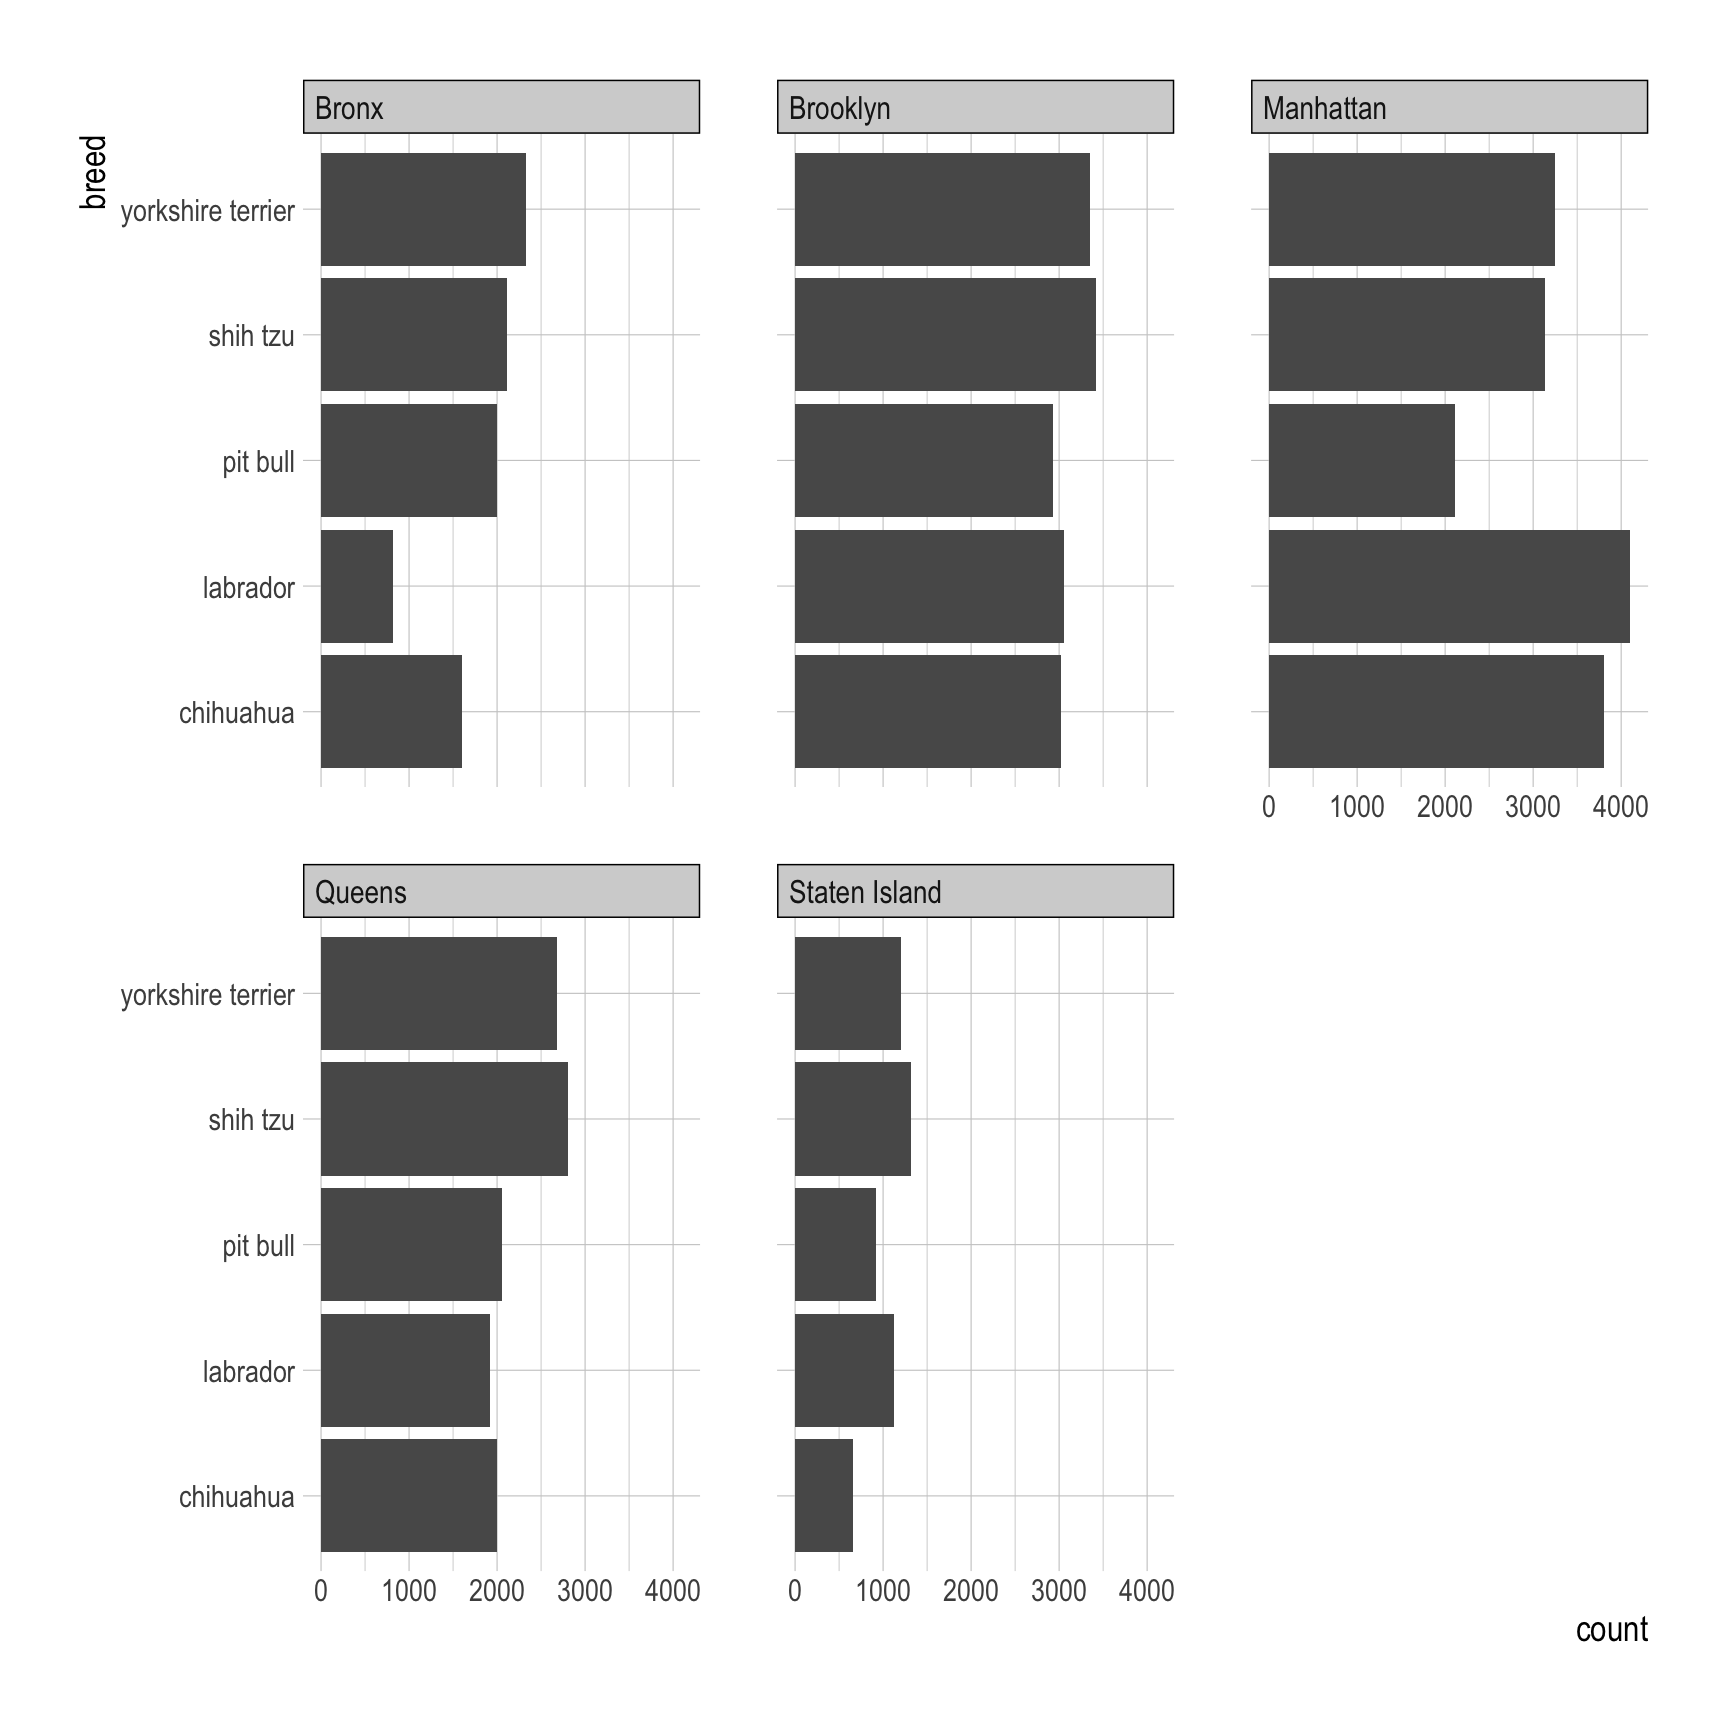 breed
Bronx
Brooklyn
Manhattan
yorkshire terrier
shih tzu
pit bull
labrador
chihuahua
0 1000 2000 3000 4000
Queens
Staten Island
yorkshire terrier
shih tzu
pit bull
labrador
chihuahua
0 1000 2000 3000 4000
0 1000 2000 3000 4000
count